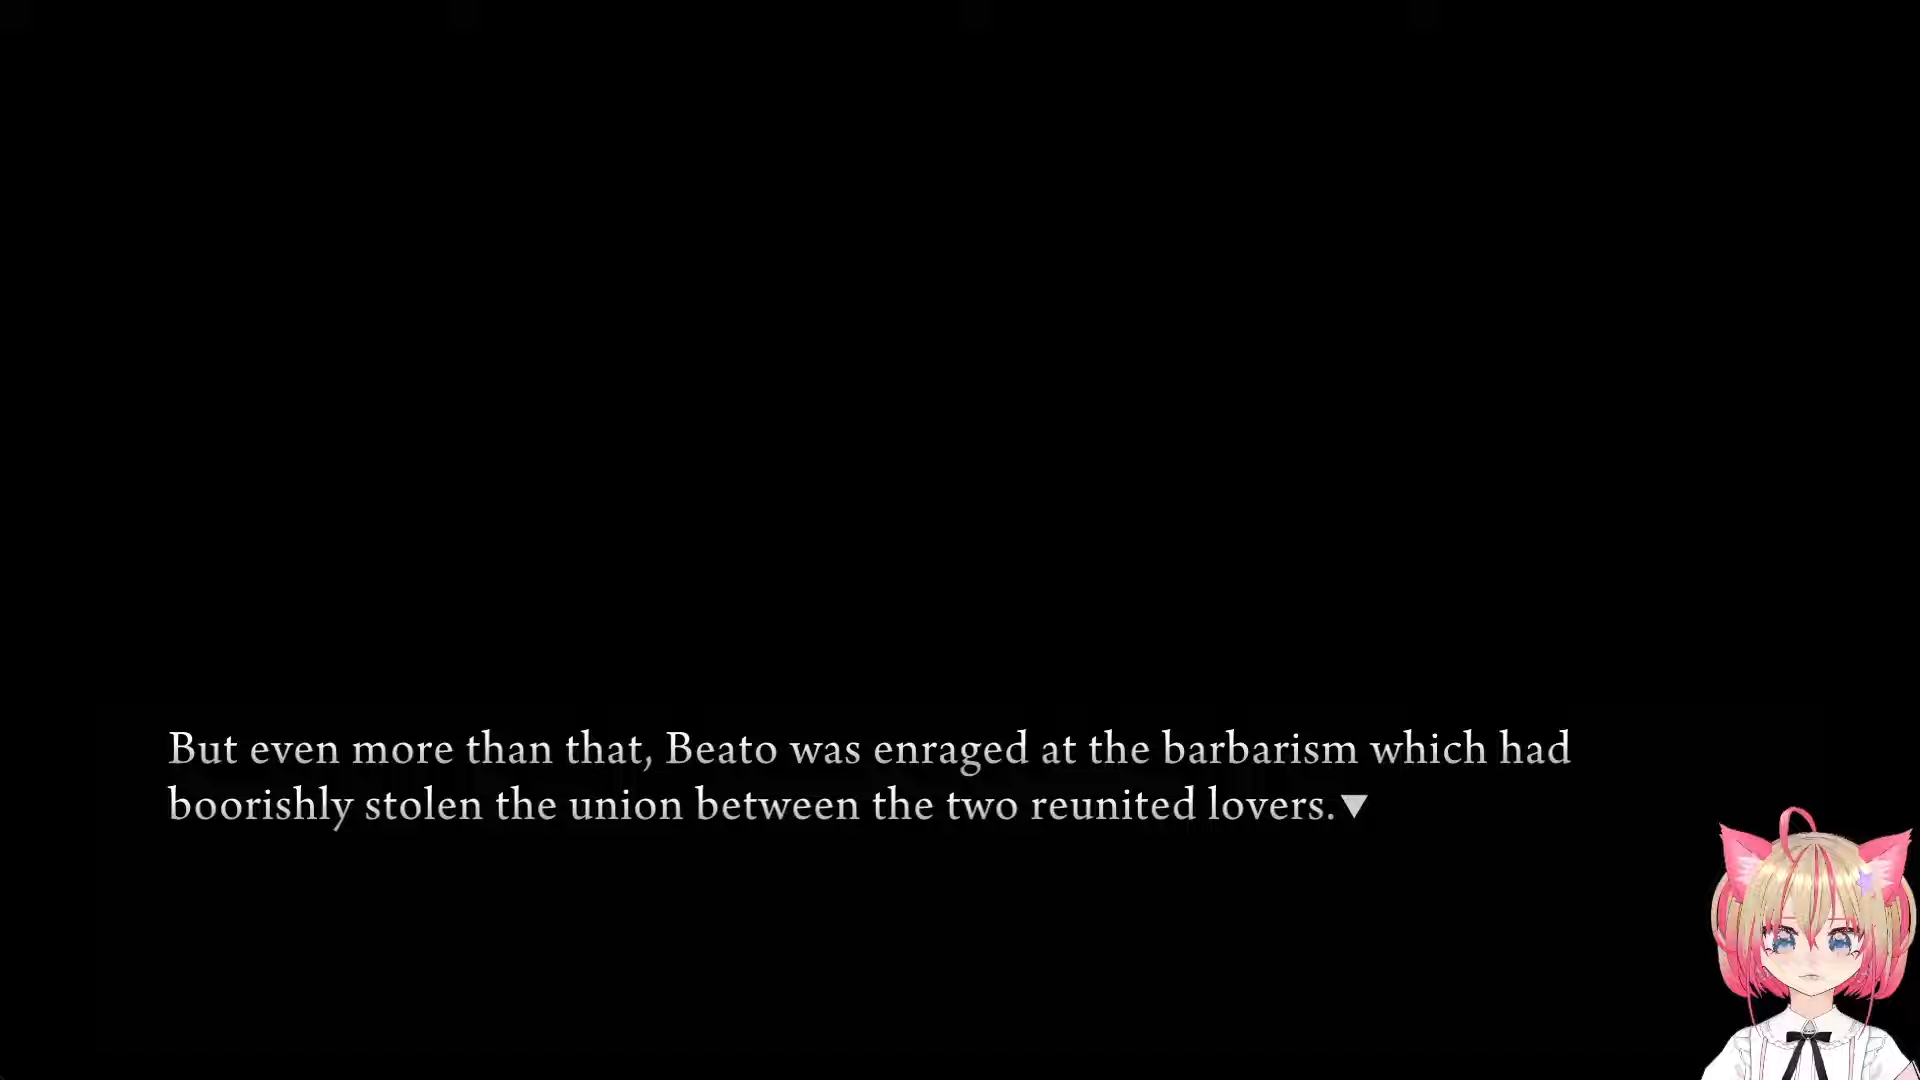 But even more than that, Beato was enraged at the barbarism which had
boorishly stolen the union between the two reunited lovers.